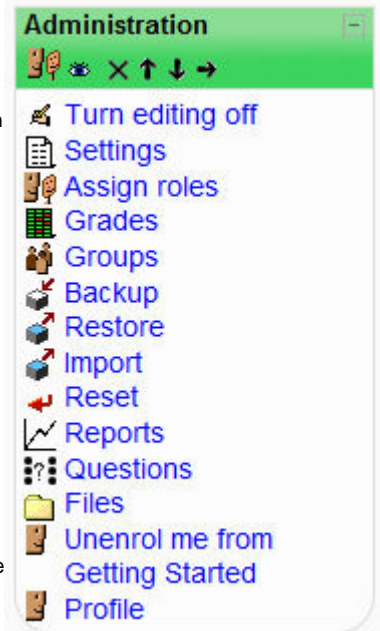 Administration
Turn editing off
Settings
Assign roles
Grades
Groups
Backup
Restore
Import
Reset
Reports
Questions
Files
Unenrol me from
Getting Started
Profile